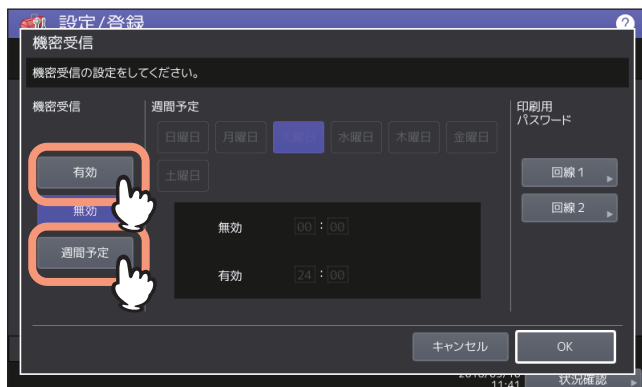 設定/登録
?
機密受信
機密受信の設定をしてください。
機密受信
週間予定
印刷用
パスワード
日曜日 月曜日 火曜日 水曜日 木曜日 金曜日
土曜日
有効
無効
週間予定
無効 00 : 00
有効 24 : 00
回線1
回線2
キャンセル
OK
11:41
状況確認